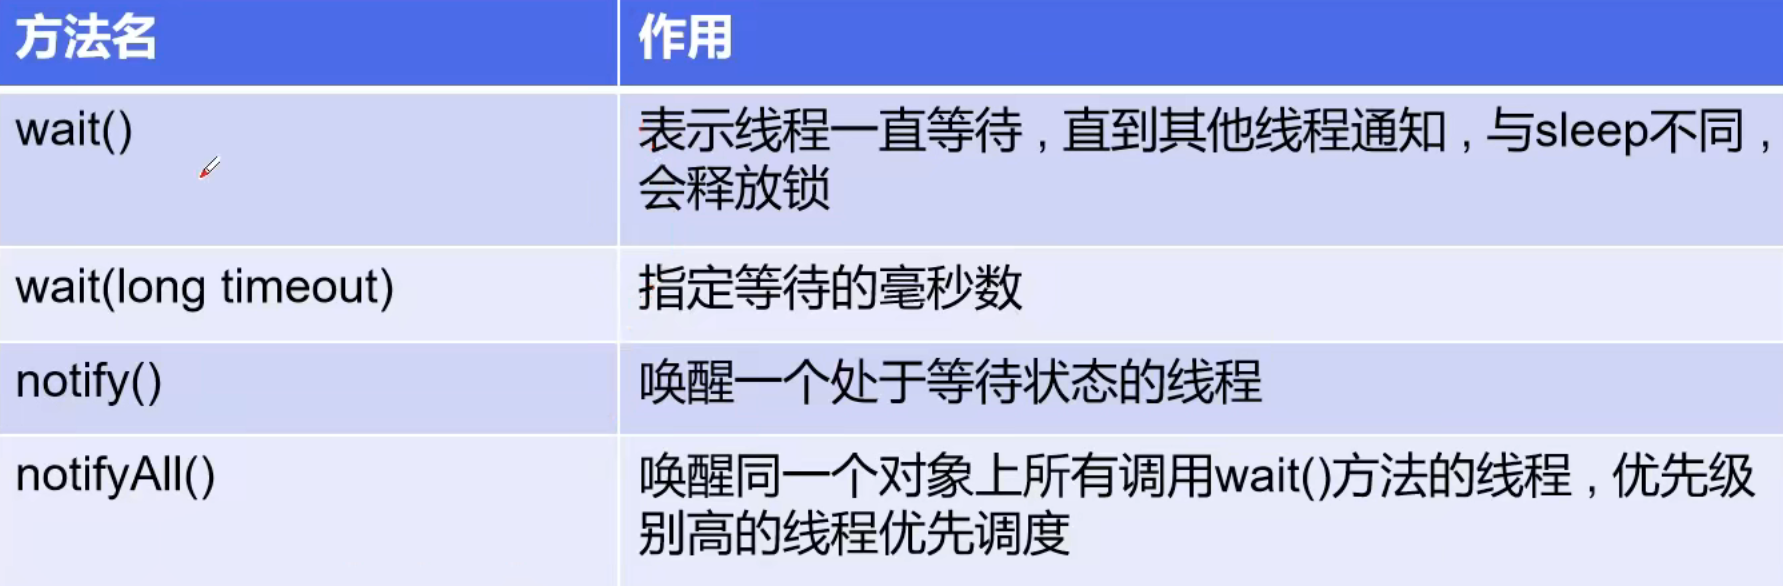 方法名
作用
wait()
表示线程一直等待，直到其他线程通知，与sleep不同，
会释放锁
wait(long timeout)
指定等待的毫秒数
notify()
唤醒一个处于等待状态的线程
notifyAll()
唤醒同一个对象上所有调用wait()方法的线程，优先级
别高的线程优先调度